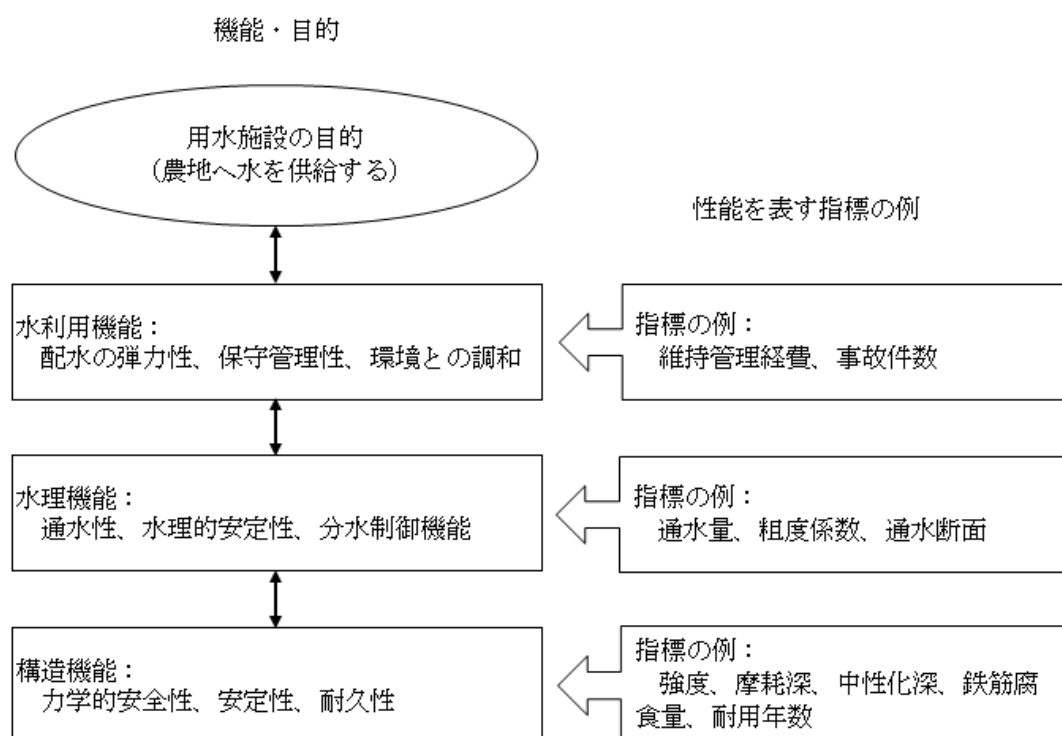 機能・目的
用水施設の目的
(農地へ水を供給する)
性能を表す指標の例
水利用機能:
配水の弾力性、保守管理性、環境との調和
指標の例:
維持管理経費、事故件数
水理機能:
通水性、水理的安定性、分水制御機能
指標の例:
通水量、粗度係数、通水断面
構造機能:
力学的安全性、安定性、耐久性
指標の例:
強度、摩耗深、中性化深、鉄筋腐
食量、耐用年数